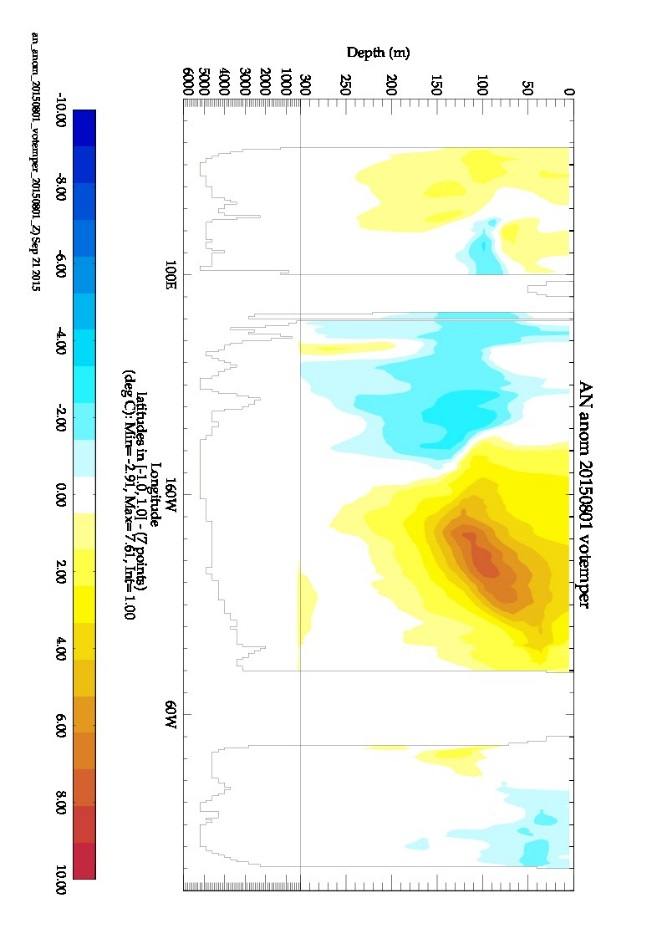 AN anom 20150801 votemper
Depth (m)
0
50
100
150
200
250
300
1000
2000
3000
4000
5000
6000
100E
160W
60W
Longitude
latitudes in [-1.0, 1.0] - (7 points)
(deg C): Min= -2.91, Max= 7.61, Int= 1.00
-10.00 -8.00 -6.00 -4.00 -2.00 0.00 2.00 4.00 6.00 8.00 10.00
an_anom_20150801_votemper_20150801_Z) Sep 21 2015